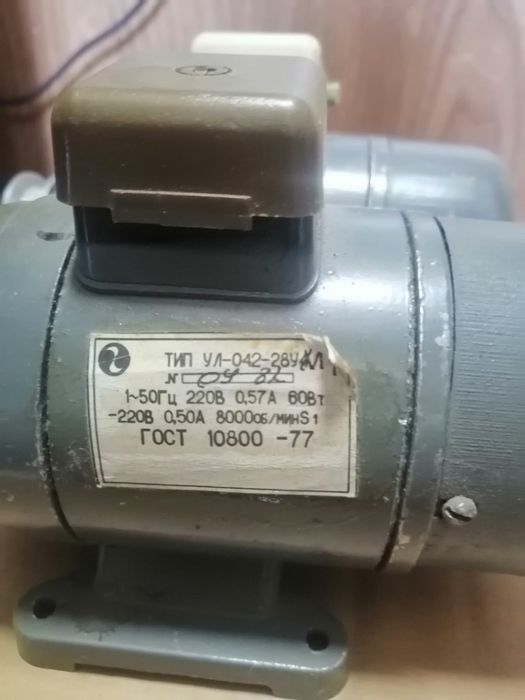 ТИП УЛ-042-28У
№ 09 82
1~50Гц 220В 0,57А 60Вт
-220В 0,50А 8000об/мин S1
ГОСТ 10800 -77